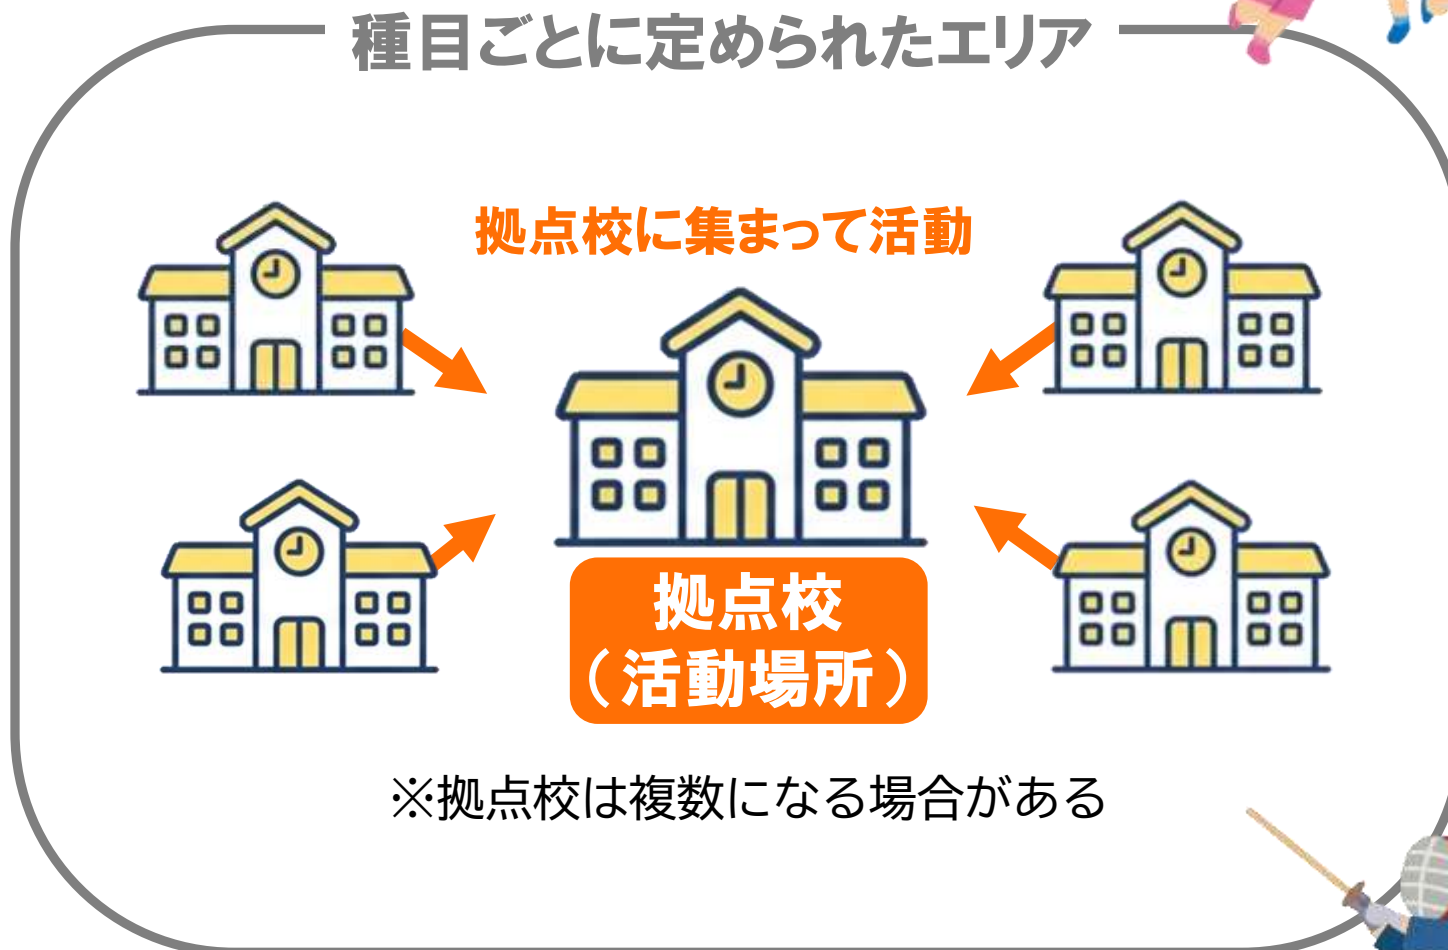 種目ごとに定められたエリア
拠点校に集まって活動
拠点校
（活動場所）
※拠点校は複数になる場合がある